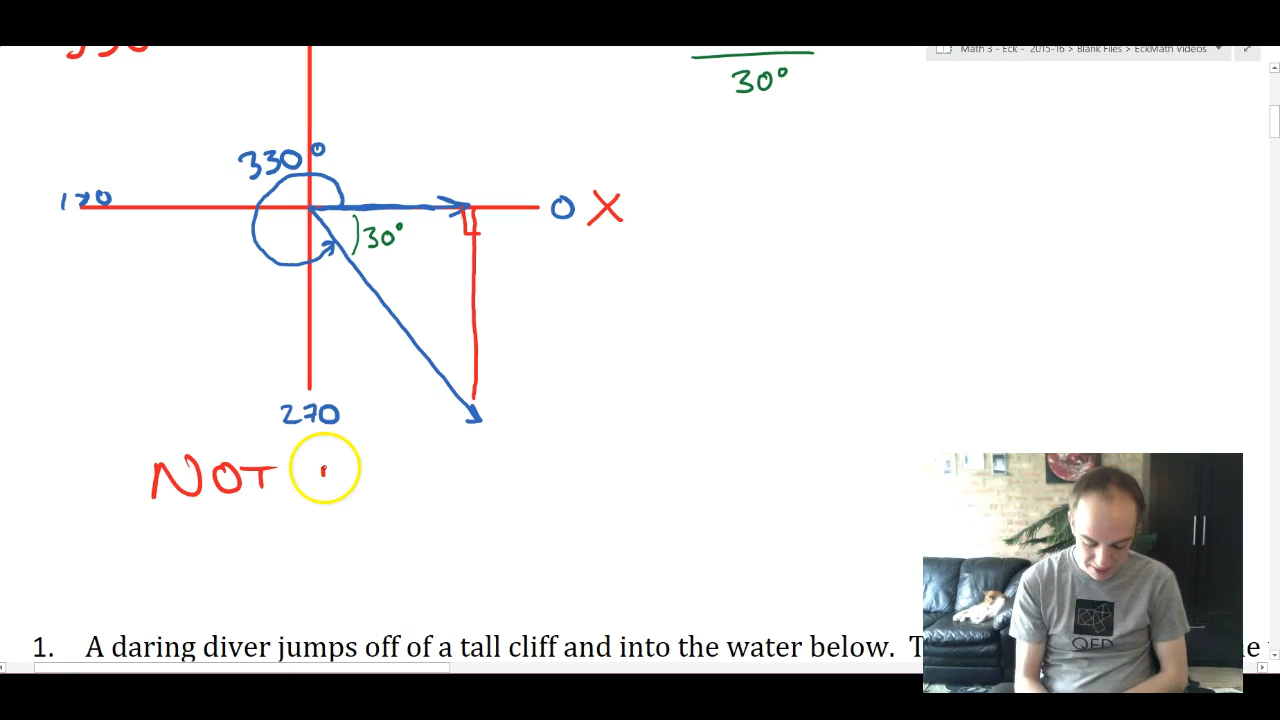 330
Math 3 - Eck - 2015-16 > Blank Files > EckMath Videos
30°
330°
180
0 X
30°
270
NOT
1. A daring diver jumps off of a tall cliff and into the water below. T
QED